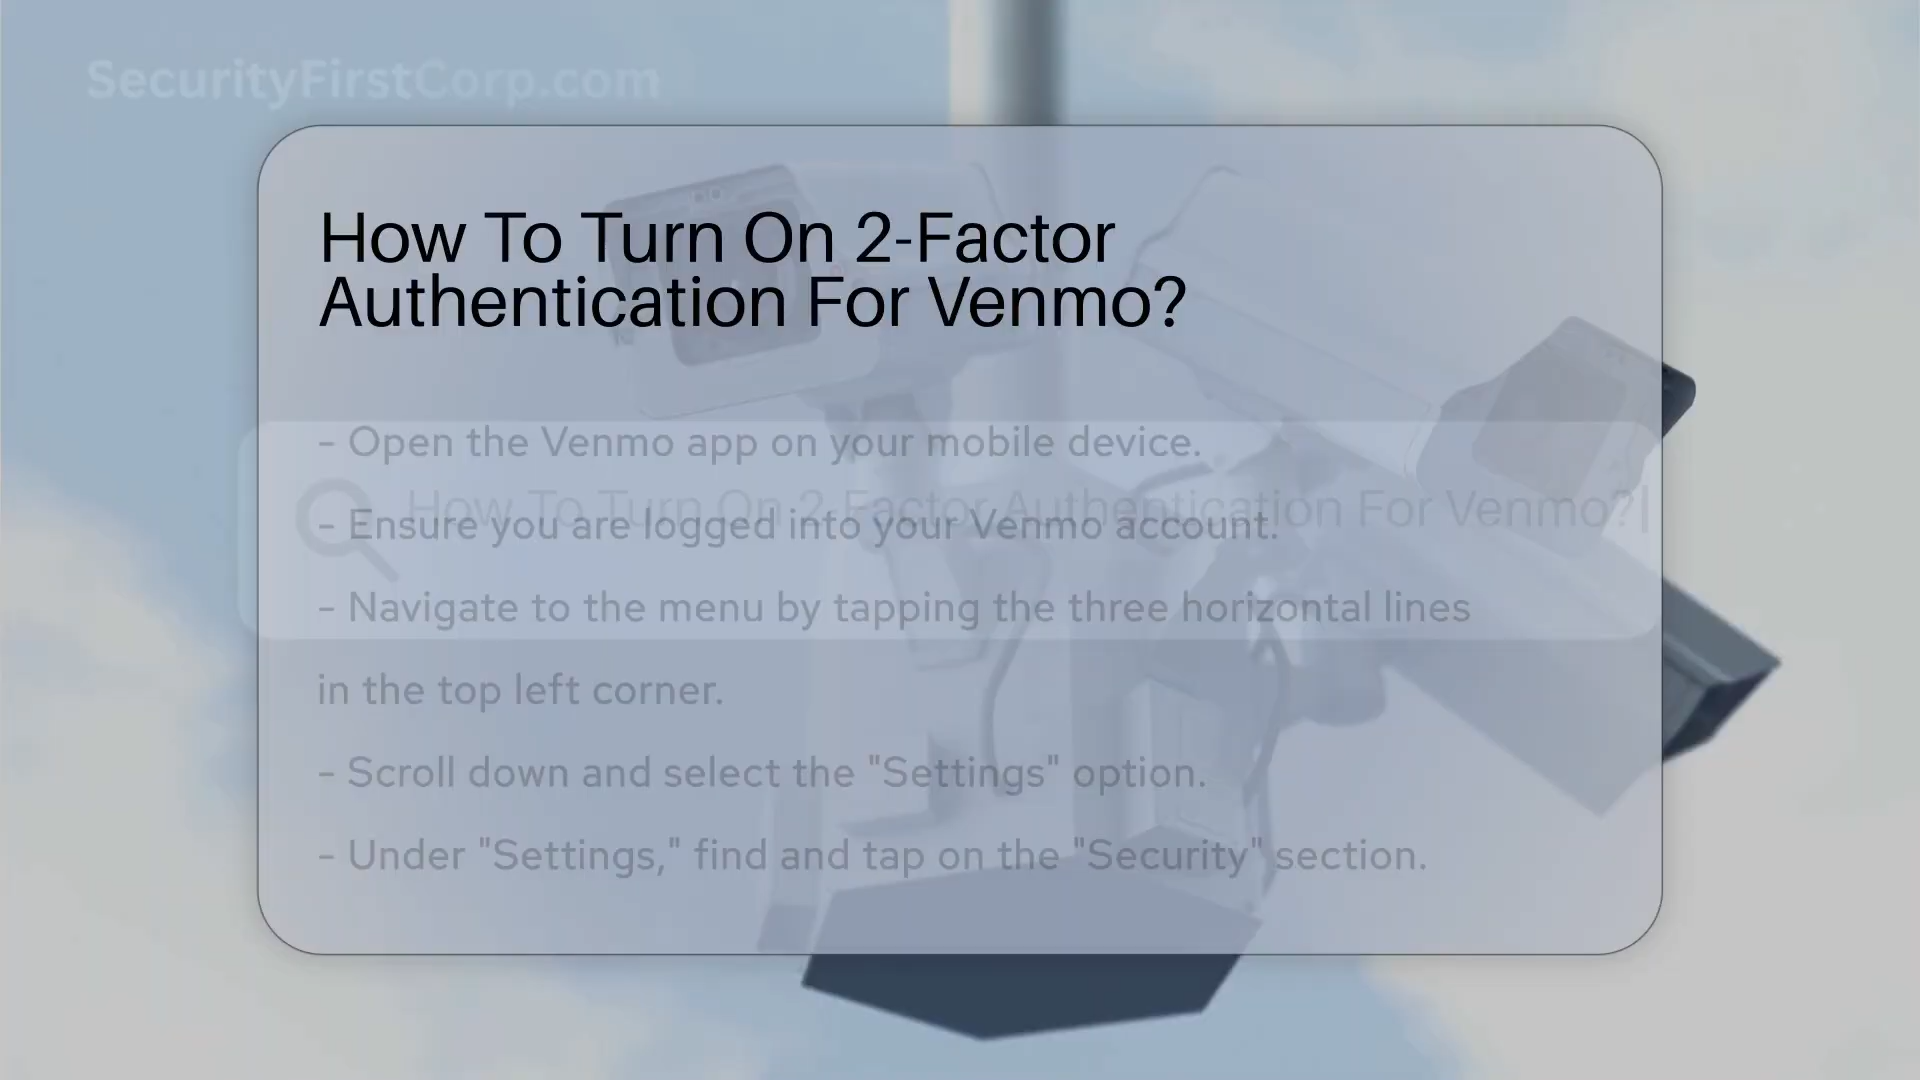 SecurityFirstCorp.com
How To Turn On 2-Factor
Authentication For Venmo?
- Open the Venmo app on your mobile device.
How To Turn On 2-Factor Authentication For Venmo?
- Ensure you are logged into your Venmo account.
- Navigate to the menu by tapping the three horizontal lines
in the top left corner.
- Scroll down and select the "Settings" option.
- Under "Settings," find and tap on the "Security" section.